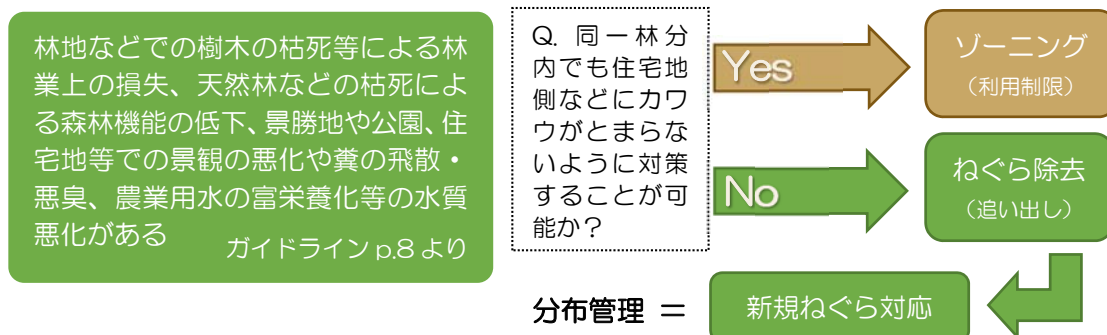 林地などでの樹木の枯死等による林
業上の損失、天然林などの枯死によ
る森林機能の低下、景勝地や公園、住
宅地等での景観の悪化や糞の飛散・
悪臭、農業用水の富栄養化等の水質
悪化がある
ガイドライン p.8 より
Q. 同一林分
内でも住宅地
側などにカワ
ウがとまらな
いように対策
することが可
能か？
Yes
ゾーニング
（利用制限）
No
ねぐら除去
（追い出し）
分布管理 ＝
新規ねぐら対応